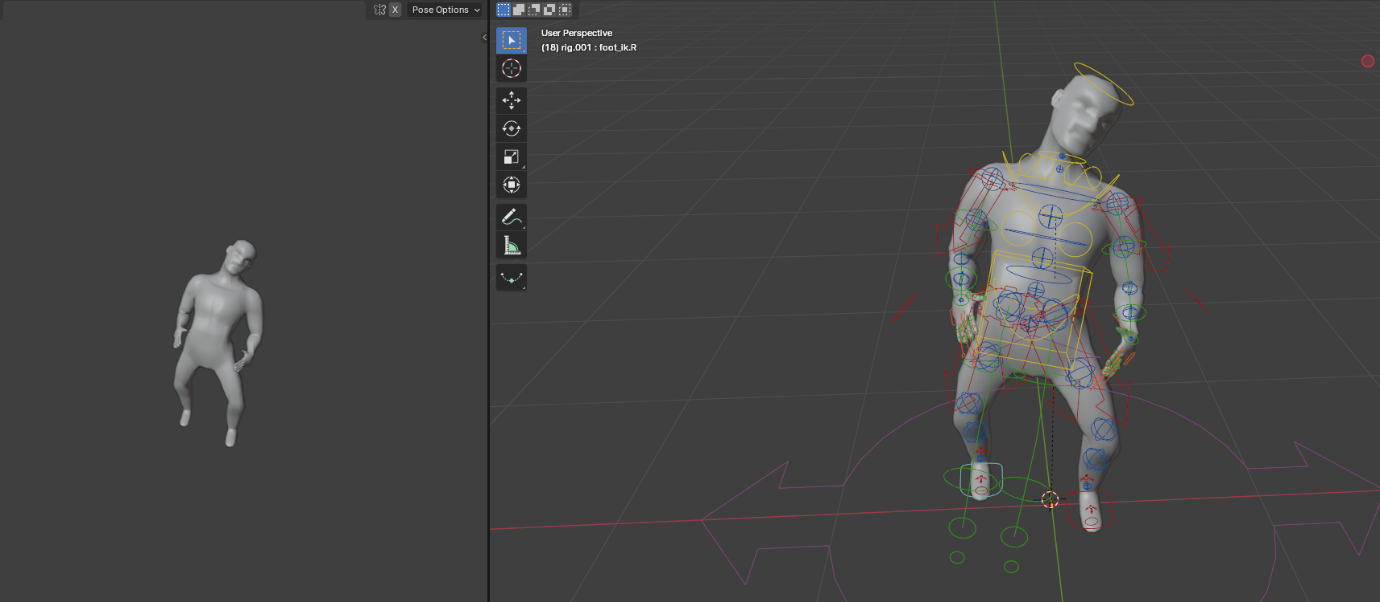 X Pose Options
User Perspective
(18) rig.001 : foot_ik.R